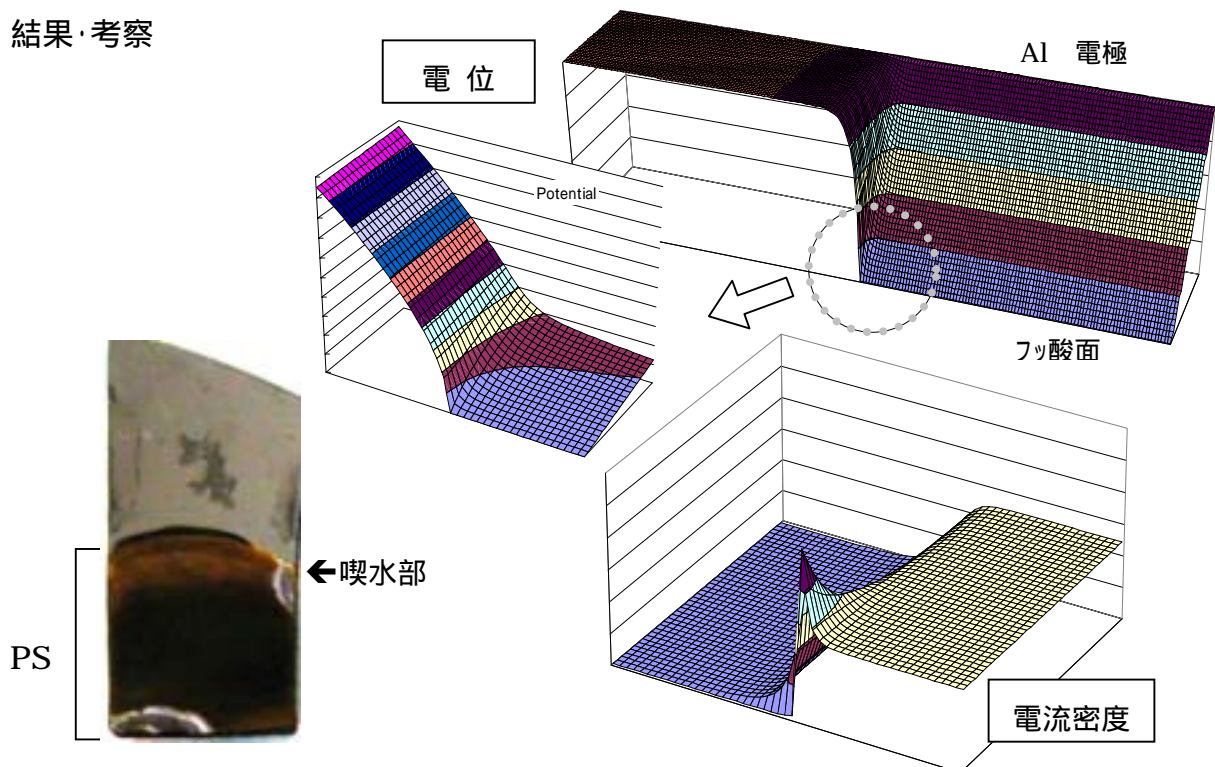 結果・考察
電 位
Al 電極
Potential
フッ酸面
←喫水部
PS
電流密度